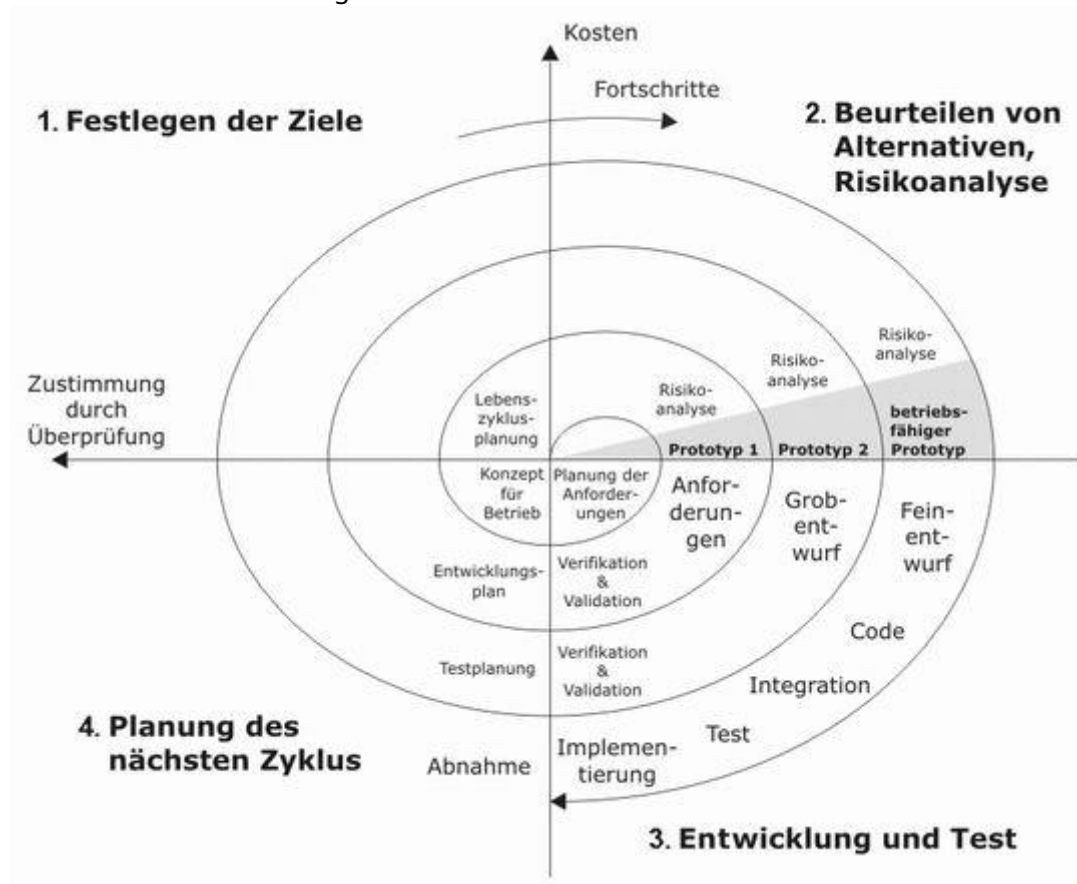 Kosten
Fortschritte
1. Festlegen der Ziele
2. Beurteilen von
Alternativen,
Risikoanalyse
Risiko-
analyse
Risiko-
analyse
Risiko-
analyse
Zustimmung
durch
Überprüfung
Lebens-
zyklus-
planung
betriebs-
fähiger
Prototyp
Prototyp 1
Prototyp 2
Konzept
für
Betrieb
Planung der
Anforder-
ungen
Anfor-
derun-
gen
Grob-
ent-
wurf
Fein-
ent-
wurf
Entwicklungs-
plan
Verifikation
&
Validation
Code
Testplanung
Verifikation
&
Validation
Integration
4. Planung des
nächsten Zyklus
Test
Abnahme
Implemen-
tierung
3. Entwicklung und Test